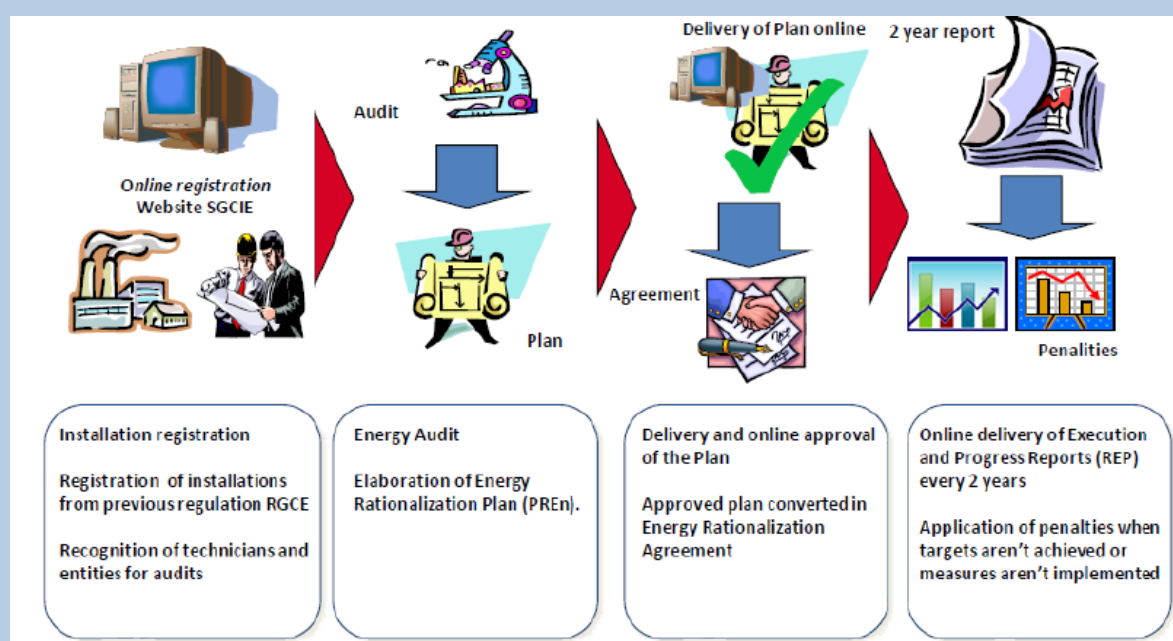 Online registration
Website SGCIE
Audit
Plan
Delivery of Plan online
Agreement
2 year report
Penalities
Installation registration
Registration of installations
from previous regulation RGCE
Recognition of technicians and
entities for audits
Energy Audit
Elaboration of Energy
Rationalization Plan (PREn).
Delivery and online approval
of the Plan
Approved plan converted in
Energy Rationalization
Agreement
Online delivery of Execution
and Progress Reports (REP)
every 2 years
Application of penalties when
targets aren't achieved or
measures aren't implemented